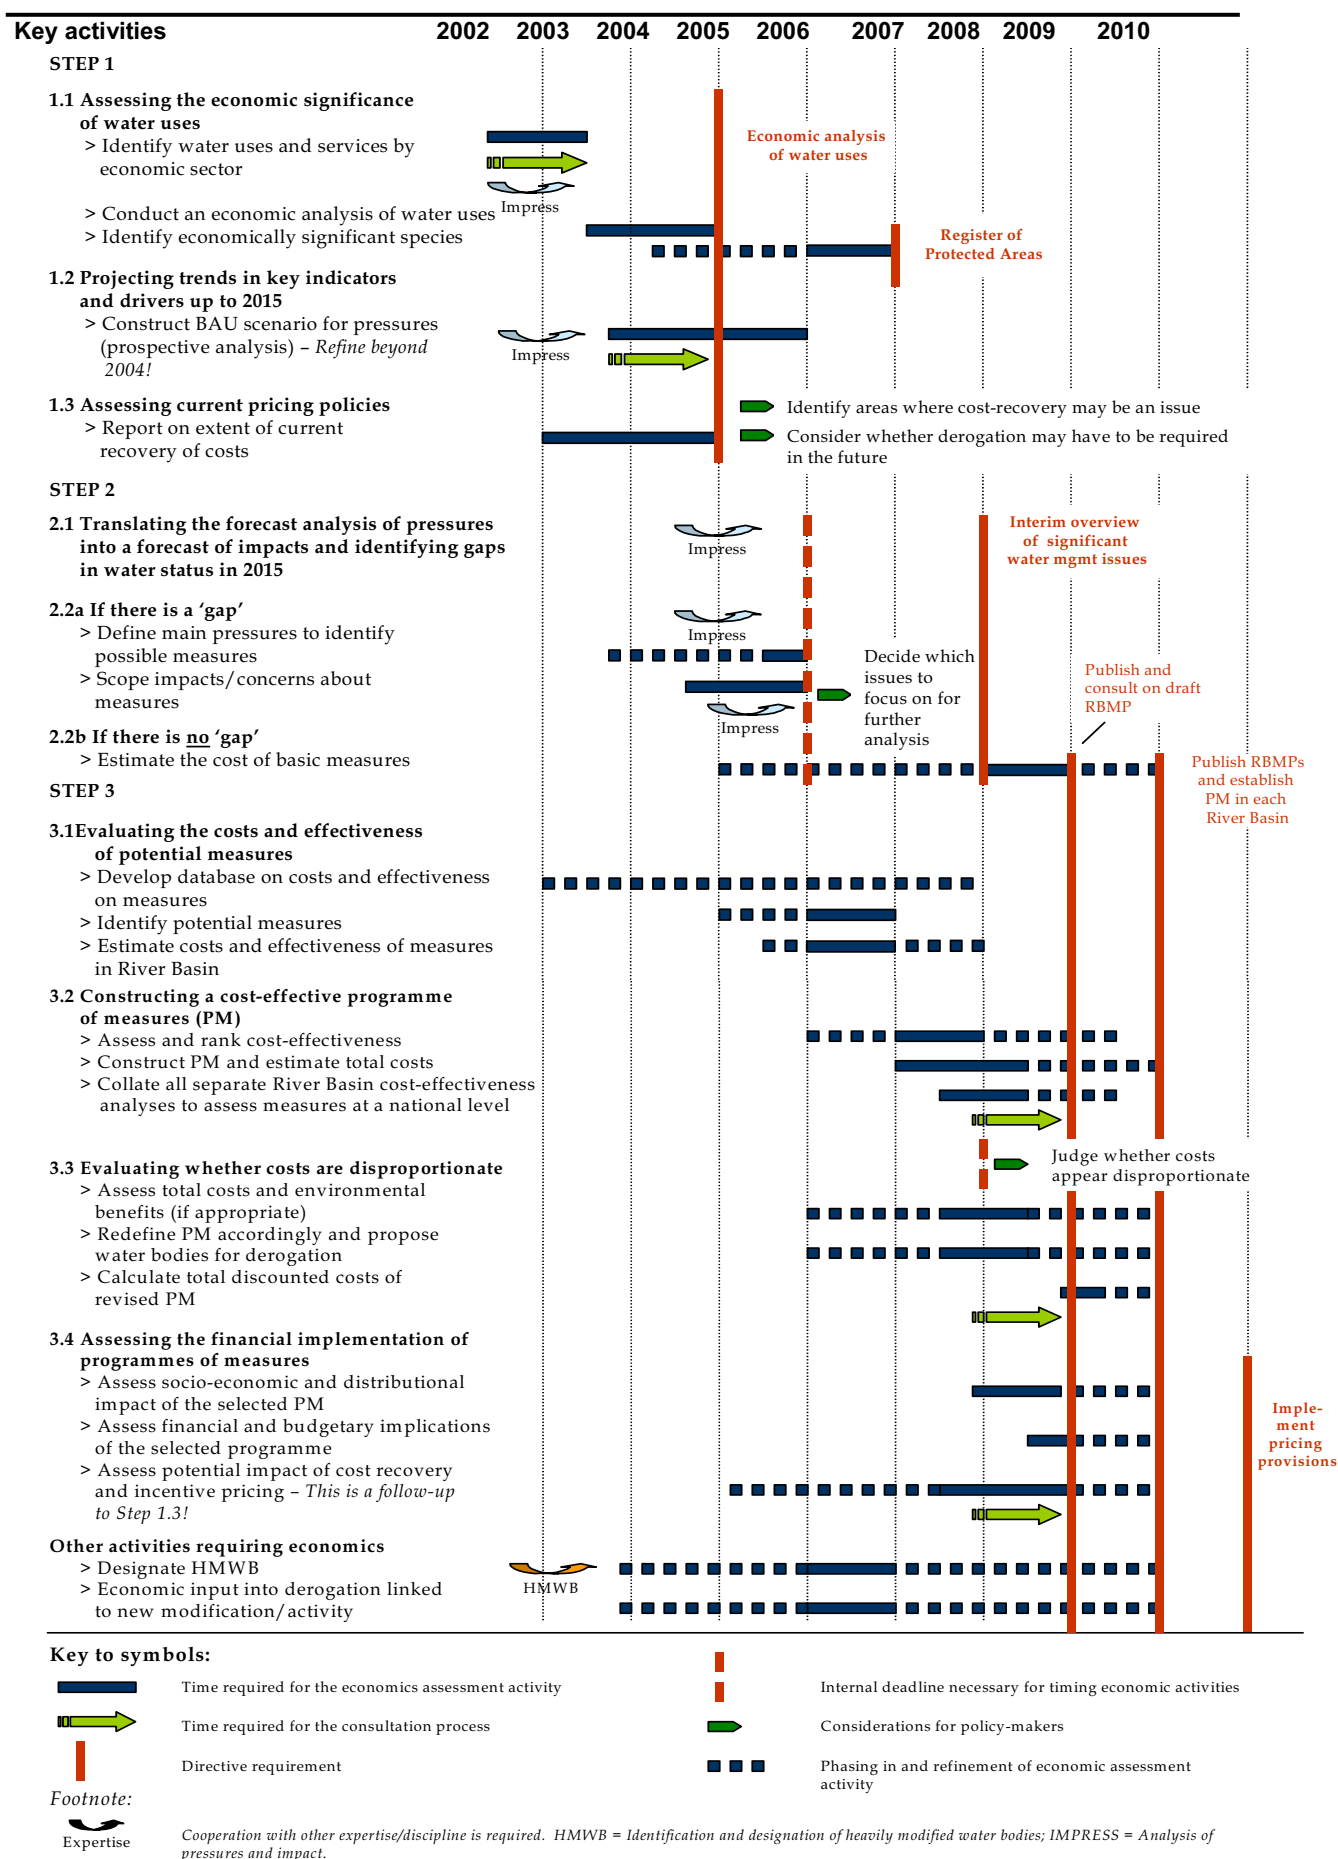 Key activities 2002 2003 2004 2005 2006 2007 2008 2009 2010
STEP 1
1.1 Assessing the economic significance
of water uses
> Identify water uses and services by
economic sector
Impress
Economic analysis
of water uses
> Conduct an economic analysis of water uses
> Identify economically significant species
Register of
Protected Areas
1.2 Projecting trends in key indicators
and drivers up to 2015
> Construct BAU scenario for pressures
(prospective analysis) – Refine beyond
2004!
Impress
1.3 Assessing current pricing policies
> Report on extent of current
recovery of costs
Identify areas where cost-recovery may be an issue
Consider whether derogation may have to be required
in the future
STEP 2
2.1 Translating the forecast analysis of pressures
into a forecast of impacts and identifying gaps
in water status in 2015
Impress
Interim overview
of significant
water mgmt issues
2.2a If there is a ‘gap’
> Define main pressures to identify
possible measures
> Scope impacts/concerns about
measures
Impress
Impress
Decide which
issues to
focus on for
further
analysis
Publish and
consult on draft
RBMP
2.2b If there is no ‘gap’
> Estimate the cost of basic measures
Publish RBMPs
and establish
PM in each
River Basin
STEP 3
3.1Evaluating the costs and effectiveness
of potential measures
> Develop database on costs and effectiveness
on measures
> Identify potential measures
> Estimate costs and effectiveness of measures
in River Basin
3.2 Constructing a cost-effective programme
of measures (PM)
> Assess and rank cost-effectiveness
> Construct PM and estimate total costs
> Collate all separate River Basin cost-effectiveness
analyses to assess measures at a national level
3.3 Evaluating whether costs are disproportionate
> Assess total costs and environmental
benefits (if appropriate)
> Redefine PM accordingly and propose
water bodies for derogation
> Calculate total discounted costs of
revised PM
Judge whether costs
appear disproportionate
3.4 Assessing the financial implementation of
programmes of measures
> Assess socio-economic and distributional
impact of the selected PM
> Assess financial and budgetary implications
of the selected programme
> Assess potential impact of cost recovery
and incentive pricing – This is a follow-up
to Step 1.3!
Imple-
ment
pricing
provisions
Other activities requiring economics
> Designate HMWB
> Economic input into derogation linked
to new modification/activity
HMWB
Key to symbols:
Time required for the economics assessment activity
Time required for the consultation process
Directive requirement
Internal deadline necessary for timing economic activities
Considerations for policy-makers
Phasing in and refinement of economic assessment
activity
Footnote:
Expertise
Cooperation with other expertise/discipline is required. HMWB = Identification and designation of heavily modified water bodies; IMPRESS = Analysis of
pressures and impact.